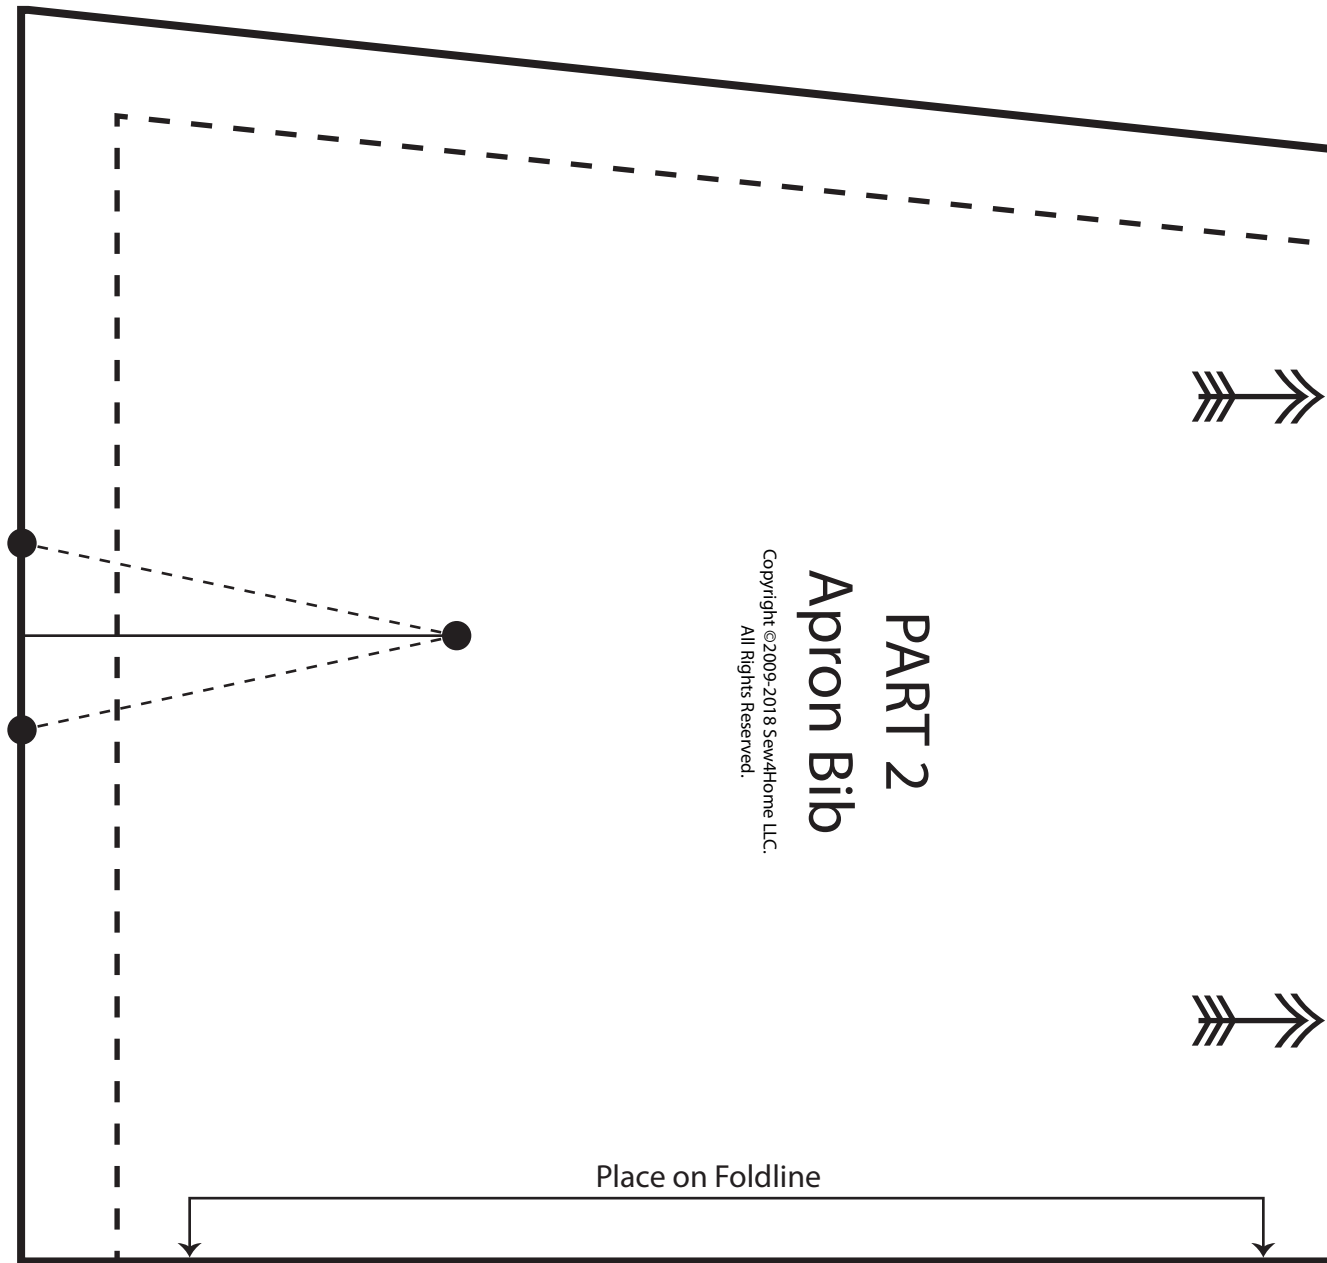 PART 2
Apron Bib
Copyright ©2009-2018 Sew4Home LLC.
All Rights Reserved.
Place on Foldline